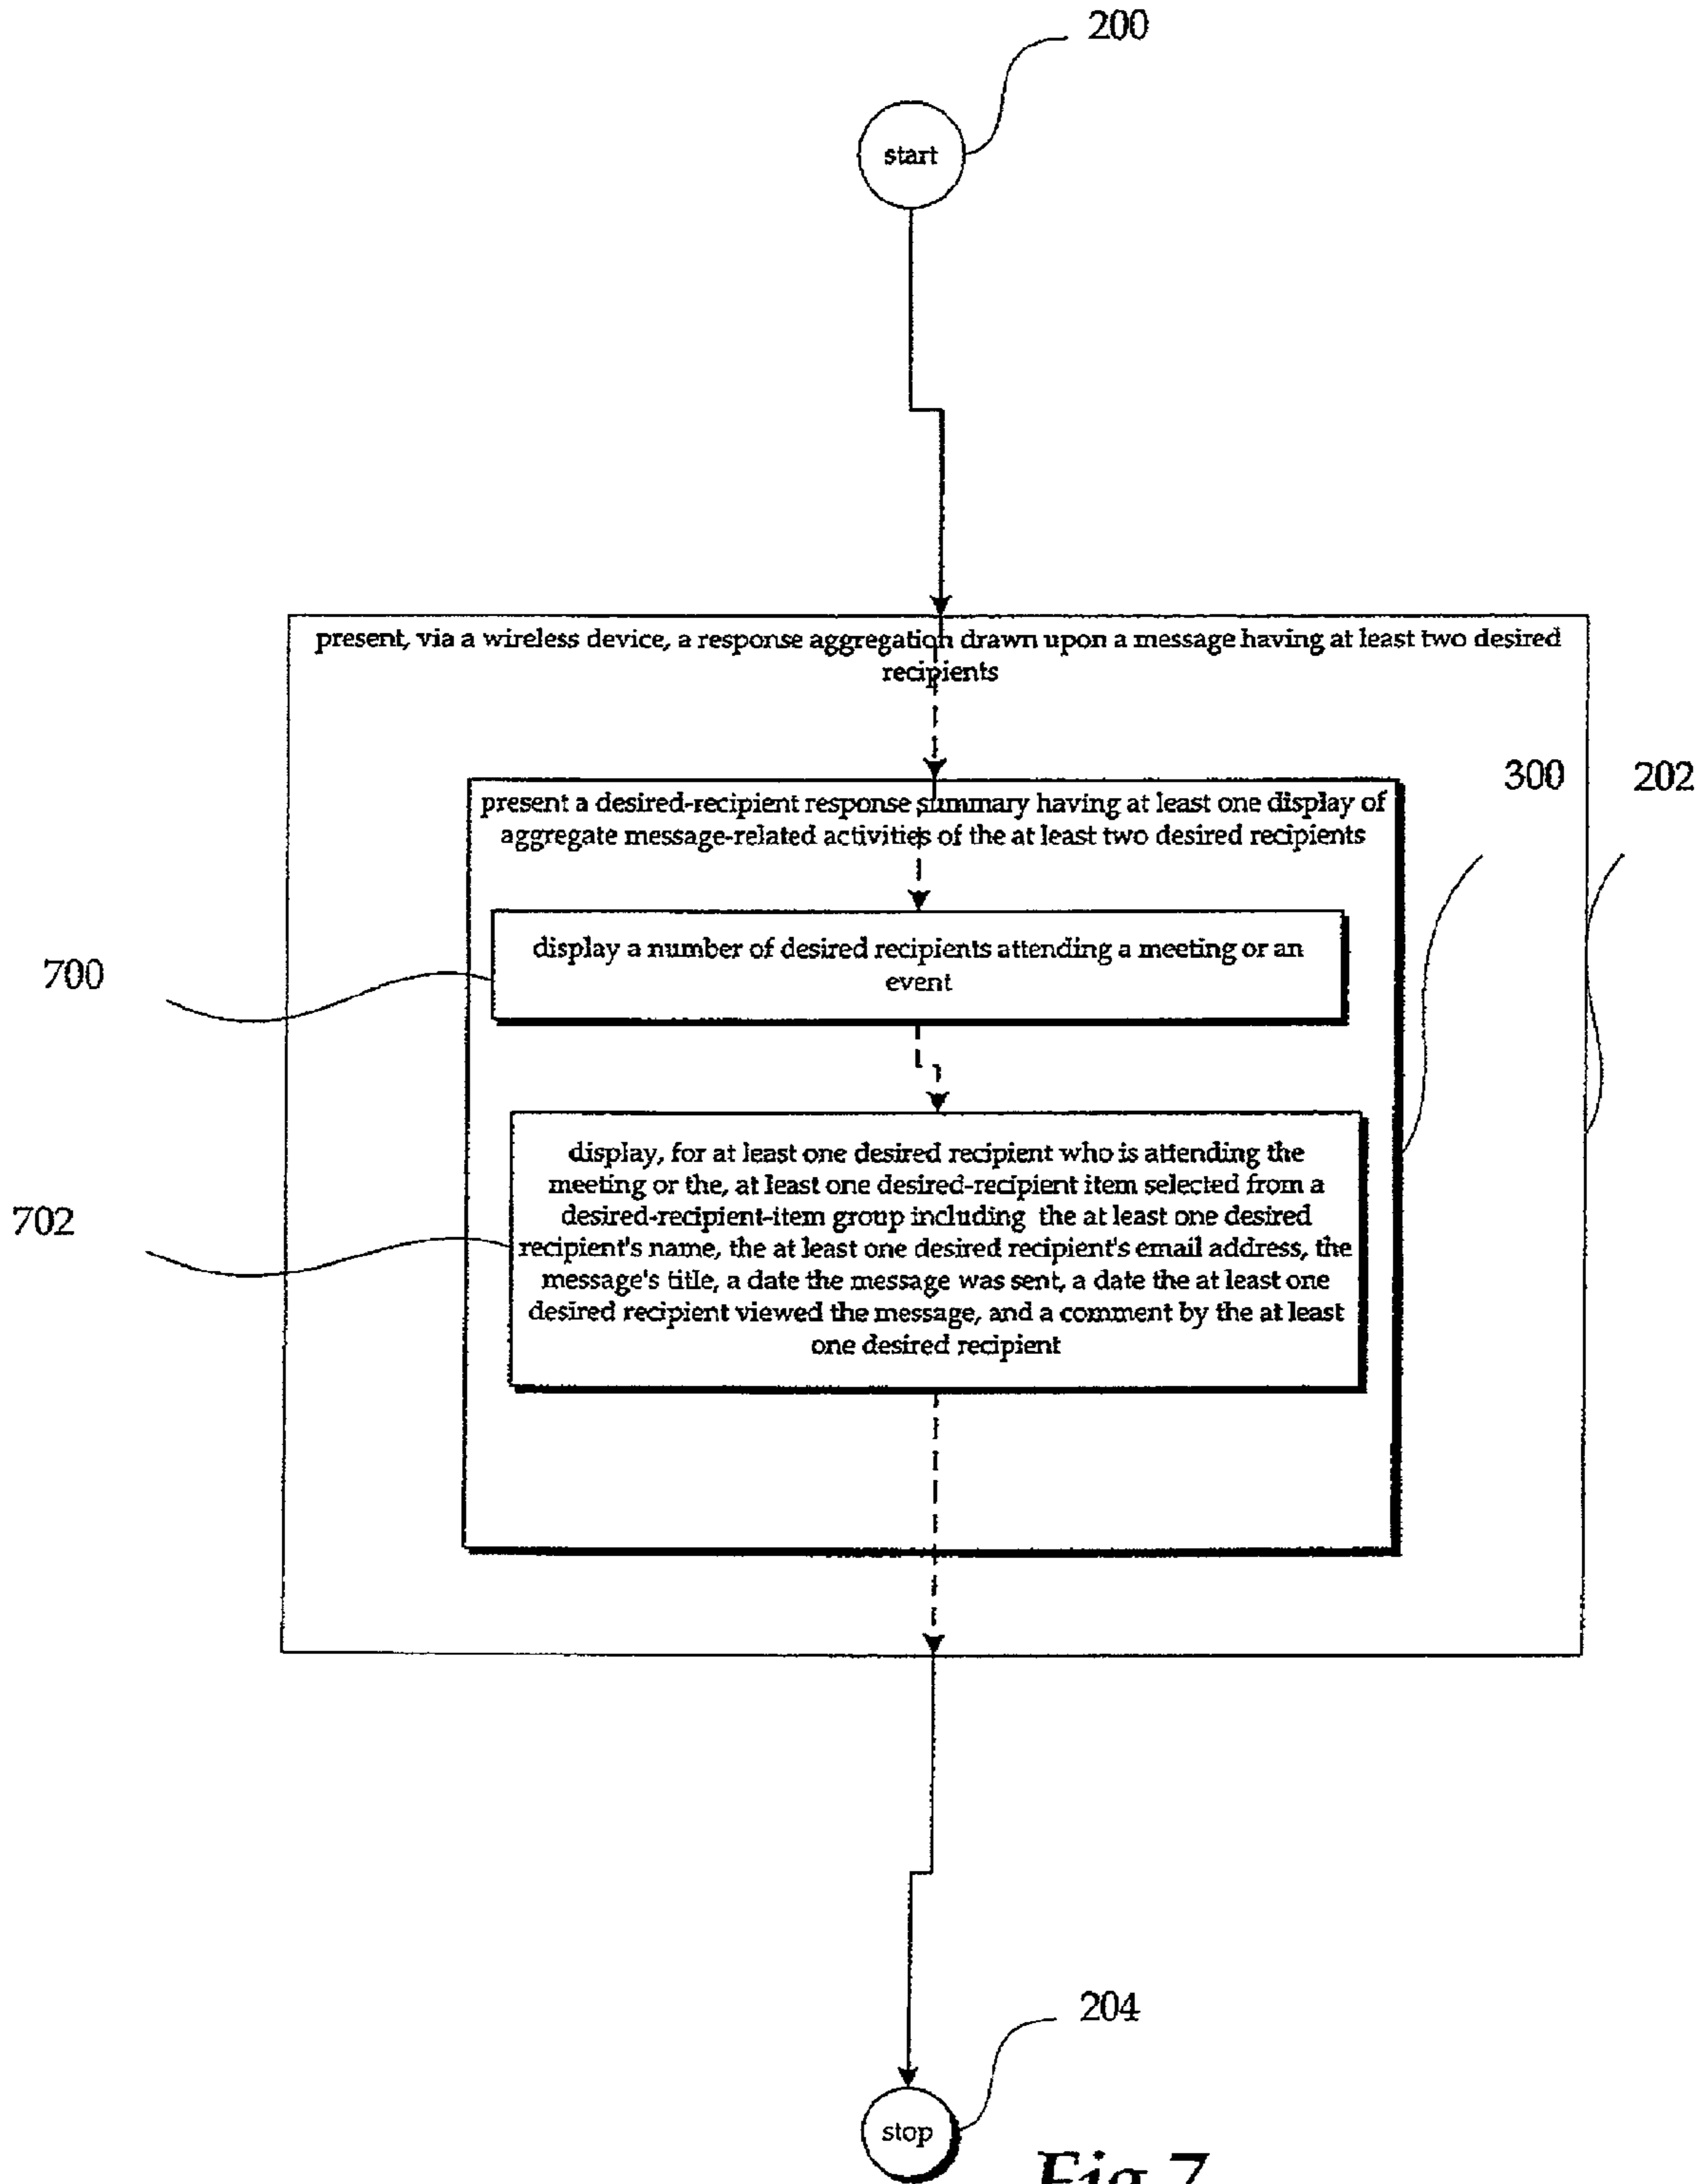 200
start
present, via a wireless device, a response aggregation drawn upon a message having at least two desired
recipients
300
202
present a desired-recipient response summary having at least one display of
aggregate message-related activities of the at least two desired recipients
700
display a number of desired recipients attending a meeting or an
event
702
display, for at least one desired recipient who is attending the
meeting or the, at least one desired-recipient item selected from a
desired-recipient-item group including the at least one desired
recipient's name, the at least one desired recipient's email address, the
message's title, a date the message was sent, a date the at least one
desired recipient viewed the message, and a comment by the at least
one desired recipient
204
stop
Fig 7